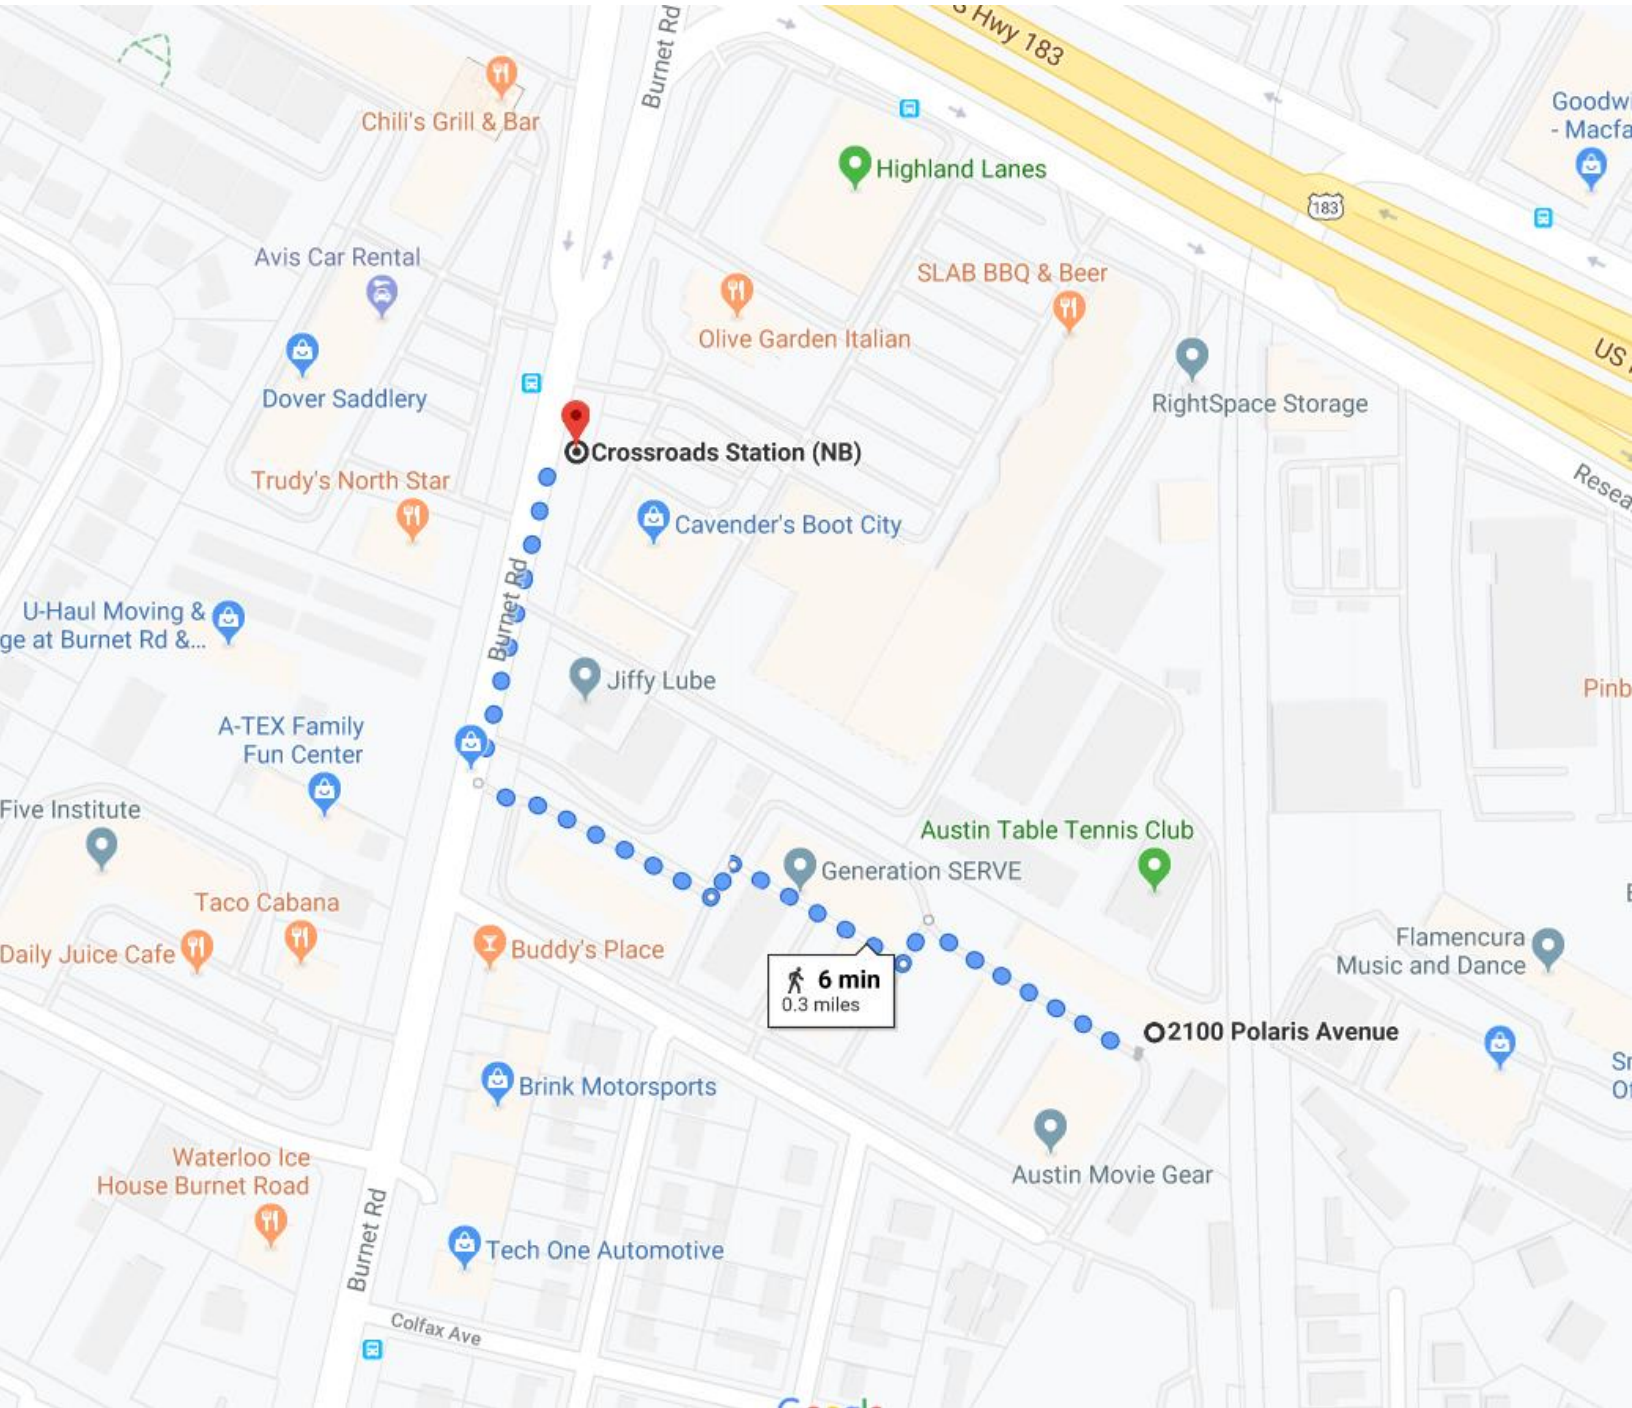 S Hwy 183
Burnet Rd
Chili's Grill & Bar
Goodwi
- Macfa
Highland Lanes
183
Avis Car Rental
SLAB BBQ & Beer
Olive Garden Italian
US
Dover Saddlery
RightSpace Storage
Crossroads Station (NB)
Trudy's North Star
Resea
Cavender's Boot City
U-Haul Moving &
ge at Burnet Rd &...
Burnet Rd
Jiffy Lube
Pinb
A-TEX Family
Fun Center
Five Institute
Austin Table Tennis Club
Generation SERVE
Taco Cabana
Daily Juice Cafe
Buddy's Place
Flamencura
Music and Dance
6 min
0.3 miles
2100 Polaris Avenue
Sr
Of
Brink Motorsports
Austin Movie Gear
Waterloo Ice
House Burnet Road
Burnet Rd
Tech One Automotive
Colfax Ave
Google